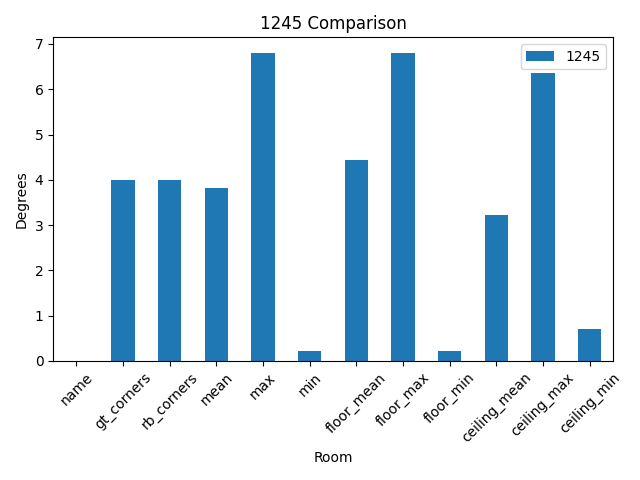 1245 Comparison
1245
Degrees
7
6
5
4
3
2
1
0
name
gt_corners
rb_corners
mean
max
min
floor_mean
floor_max
floor_min
ceiling_mean
ceiling_max
ceiling_min
Room